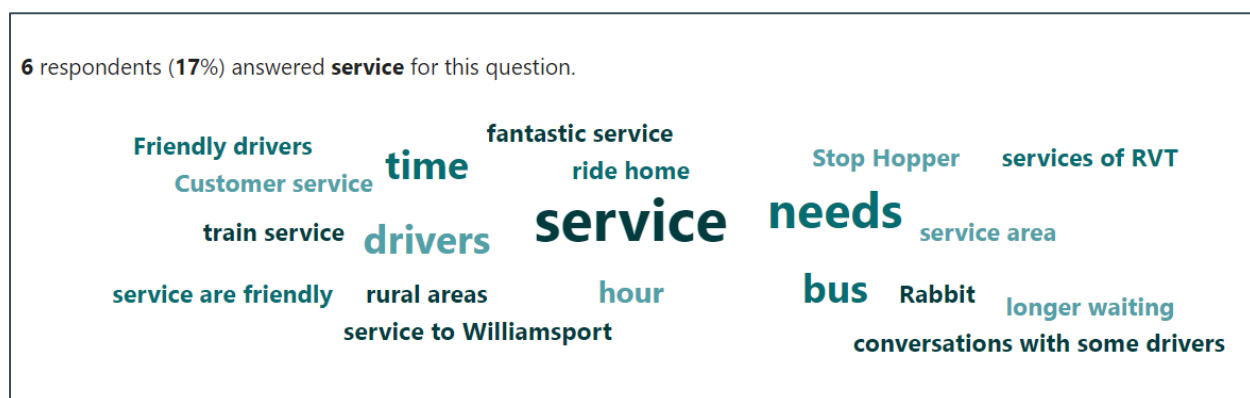 6 respondents (17%) answered service for this question.
fantastic service
Friendly drivers
time
Stop Hopper
services of RVT
ride home
Customer service
service
needs
train service
drivers
service area
service are friendly
rural areas
hour
bus
Rabbit
longer waiting
service to Williamsport
conversations with some drivers